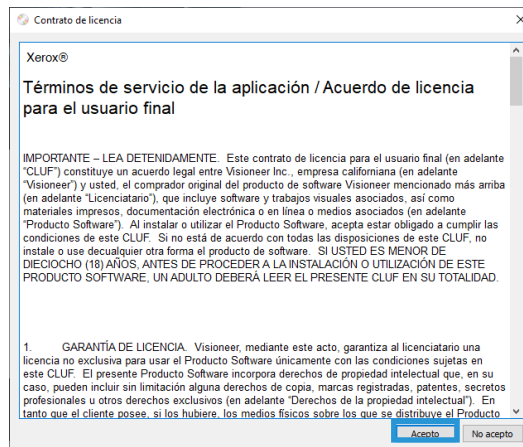 Contrato de licencia
Xerox®
Términos de servicio de la aplicación / Acuerdo de licencia
para el usuario final
IMPORTANTE – LEA DETENIDAMENTE. Este contrato de licencia para el usuario final (en adelante
“CLUF”) constituye un acuerdo legal entre Visioneer Inc., empresa californiana (en adelante
“Visioneer”) y usted, el comprador original del producto de software Visioneer mencionado más arriba
(en adelante “Licenciatario”), que incluye software y trabajos visuales asociados, así como
materiales impresos, documentación electrónica o en línea o medios asociados (en adelante
“Producto Software”). Al instalar o utilizar el Producto Software, acepta estar obligado a cumplir las
condiciones de este CLUF. Si no está de acuerdo con todas las disposiciones de este CLUF, no
instale o use decualquier otra forma el producto de software. SI USTED ES MENOR DE
DIECIOCHO (18) AÑOS, ANTES DE PROCEDER A LA INSTALACIÓN O UTILIZACIÓN DE ESTE
PRODUCTO SOFTWARE, UN ADULTO DEBERÁ LEER EL PRESENTE CLUF EN SU TOTALIDAD.
1. GARANTÍA DE LICENCIA. Visioneer, mediante este acto, garantiza al licenciatario una
licencia no exclusiva para usar el Producto Software únicamente con las condiciones sujetas en
este CLUF. El presente Producto Software incorpora derechos de propiedad intelectual que, en su
caso, pueden incluir sin limitación alguna derechos de copia, marcas registradas, patentes, secretos
profesionales u otros derechos exclusivos (en adelante “Derechos de la propiedad intelectual”). En
tanto que el cliente posee, si los hubiere, los medios físicos sobre los que se distribuye el Producto
Acepto No acepto